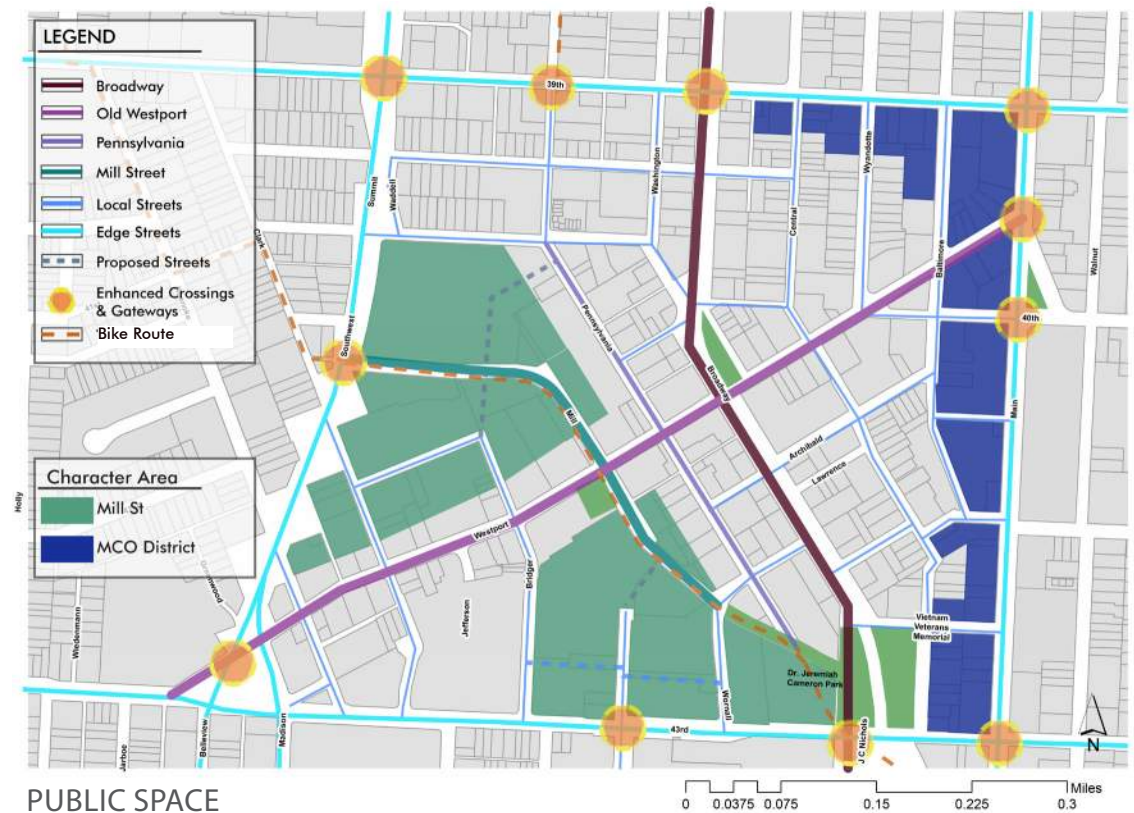 LEGEND
Broadway
Old Westport
Pennsylvania
Mill Street
Local Streets
Edge Streets
Proposed Streets
Enhanced Crossings
& Gateways
Bike Route
Character Area
Mill St
MCO District
39th
Summit
Waddell
Washington
Central
Wyandotte
Baltimore
Walnut
Clark
Southwest
Pennsylvania
Broadway
40th
Main
Mill
Archibald
Lawrence
Holly
Westport
Bridger
Jefferson
Wiedenmann
Vietnam
Veterans
Memorial
Dr. Jeremiah
Cameron Park
Wornall
43rd
J C Nichols
Jarboe
Belleview
Madison
N
PUBLIC SPACE
Miles
0 0.0375 0.075 0.15 0.225 0.3